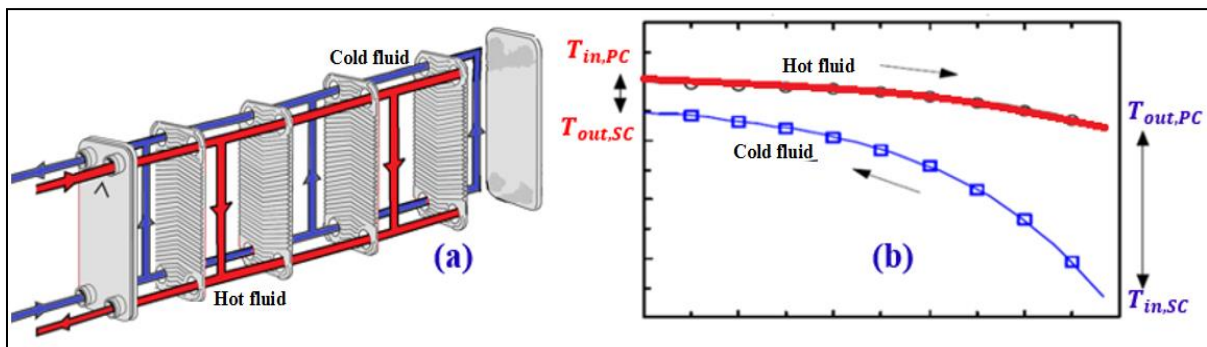 Cold fluid
Hot fluid
(a)
T_in,PC
T_out,SC
Hot fluid
Cold fluid
(b)
T_out,PC
T_in,SC